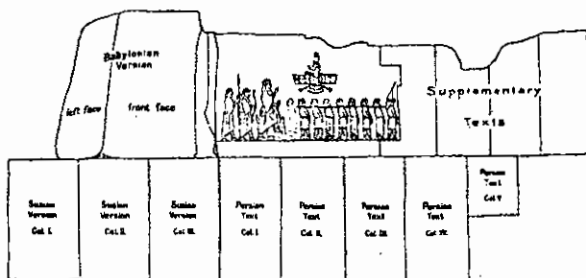 Babylonian
Version
left face
front face
Supplementary
Texts
Susian
Version
Col. I.
Susian
Version
Col. II.
Susian
Version
Col. III.
Persian
Text
Col. I
Persian
Text
Col. II.
Persian
Text
Col. III.
Persian
Text
Col. IV.
Persian
Text
Col. V